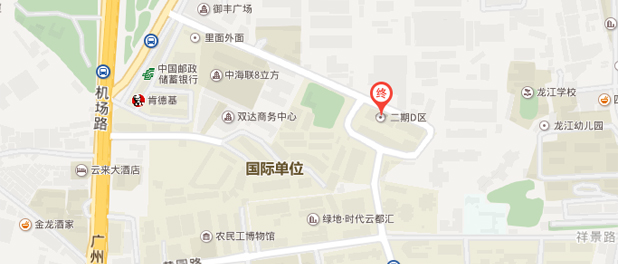 御丰广场
里面外面
中国邮政
储蓄银行
中海联8立方
终
肯德基
机场路
双达商务中心
二期D区
龙江学校
龙江幼儿园
云来大酒店
国际单位
金龙酒家
绿地·时代云都汇
农民工博物馆
祥景路
广州